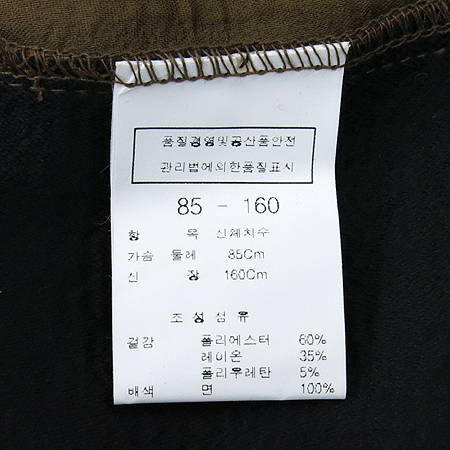 품질경영및공산품안전
관리법에의한품질표시
85 - 160
항 목 신체치수
가슴 둘레 85Cm
신 장 160Cm
조성섬유
겉감 폴리에스터 60%
레이온 35%
폴리우레탄 5%
배색 면 100%